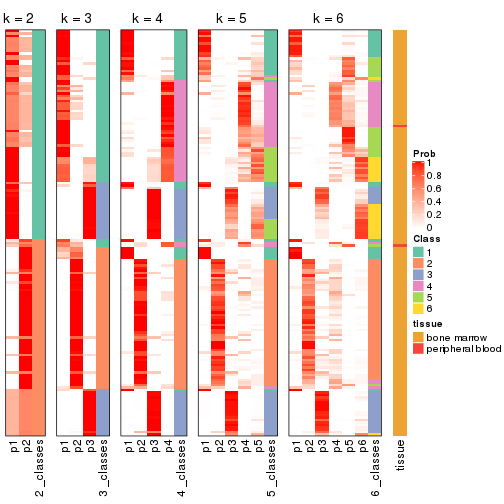 k = 2
k = 3
k = 4
k = 5
k = 6
Prob
1
0.8
0.6
0.4
0.2
0
Class
1
2
3
4
5
6
tissue
bone marrow
peripheral blood
p1
p2
2_classes
p1
p2
p3
3_classes
p1
p2
p3
p4
4_classes
p1
p2
p3
p4
p5
5_classes
p1
p2
p3
p4
p5
p6
6_classes
tissue